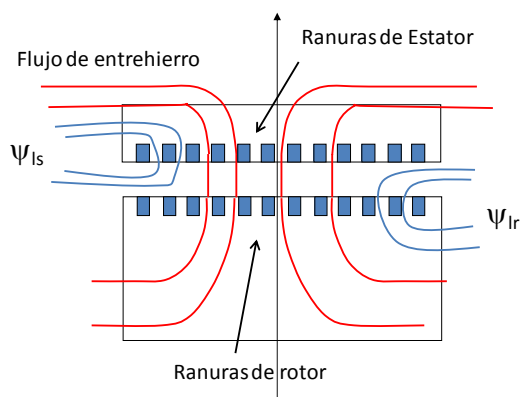 Ranuras de Estator
Flujo de entrehierro
Ψls
Ψlr
Ranuras de rotor